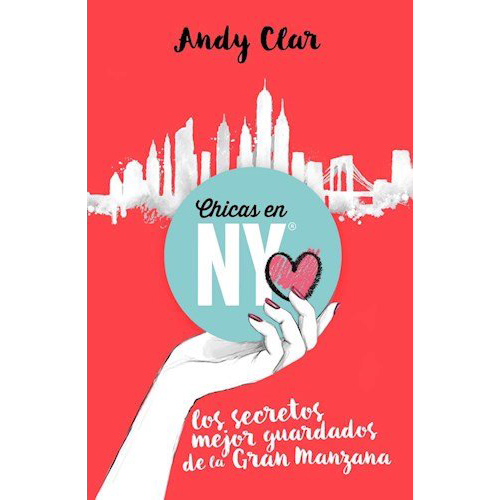 Andy Clar
Chicas en
NY®
los secretos
mejor guardados
de la Gran Manzana